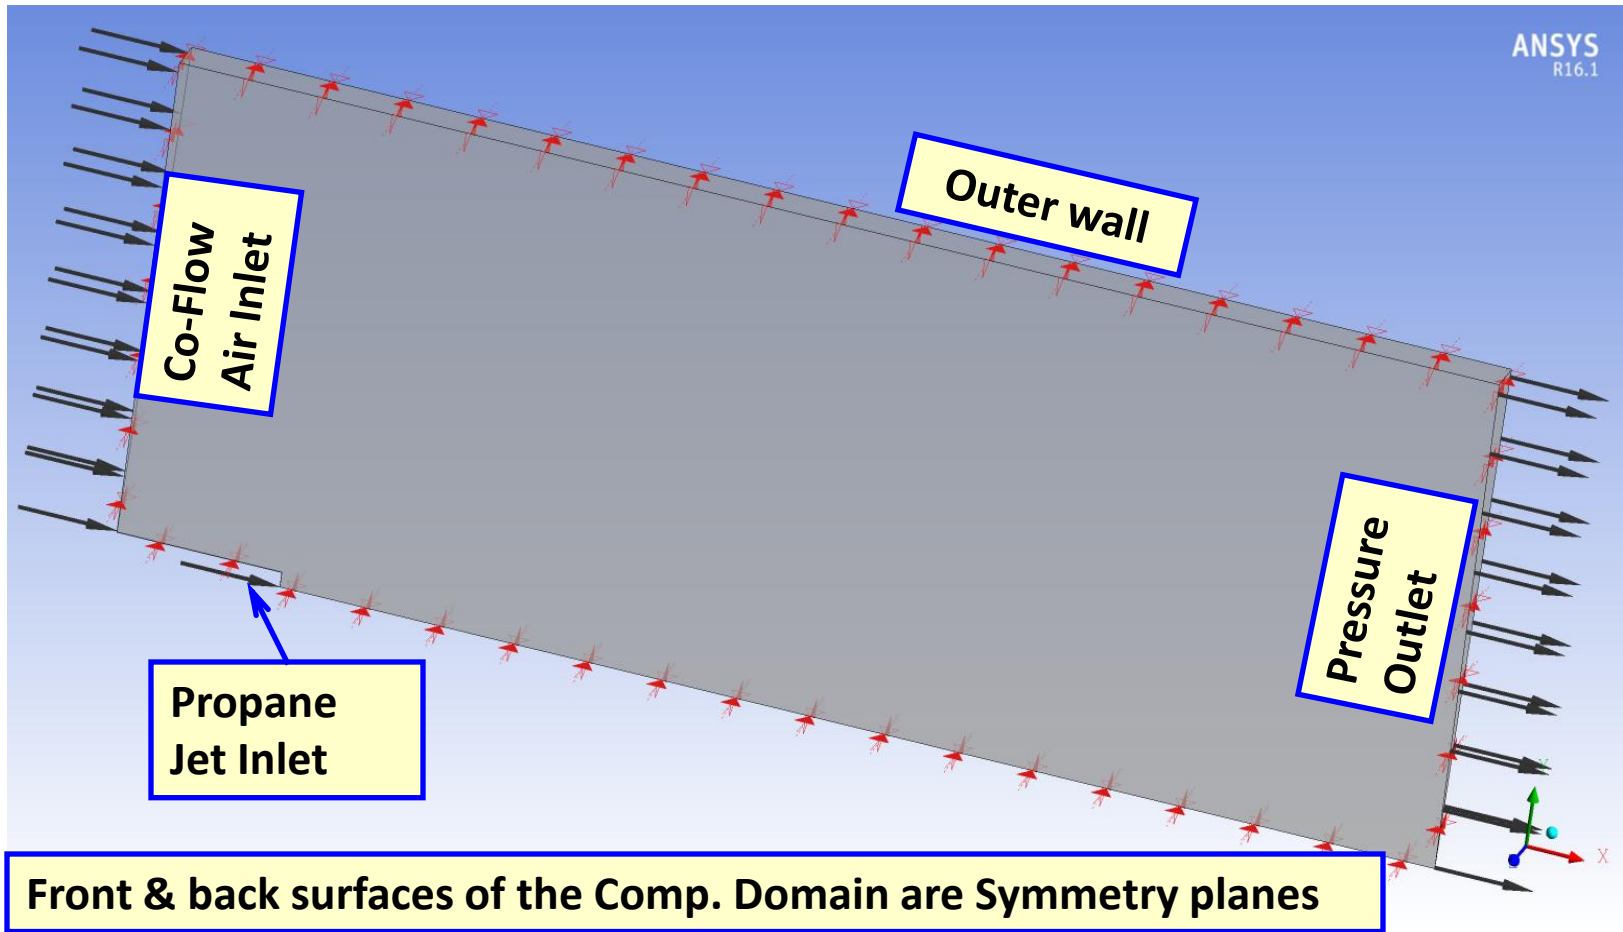 ANSYS
R16.1
Outer wall
Co-Flow
Air Inlet
Pressure
Outlet
Propane
Jet Inlet
Y
X
Front & back surfaces of the Comp. Domain are Symmetry planes